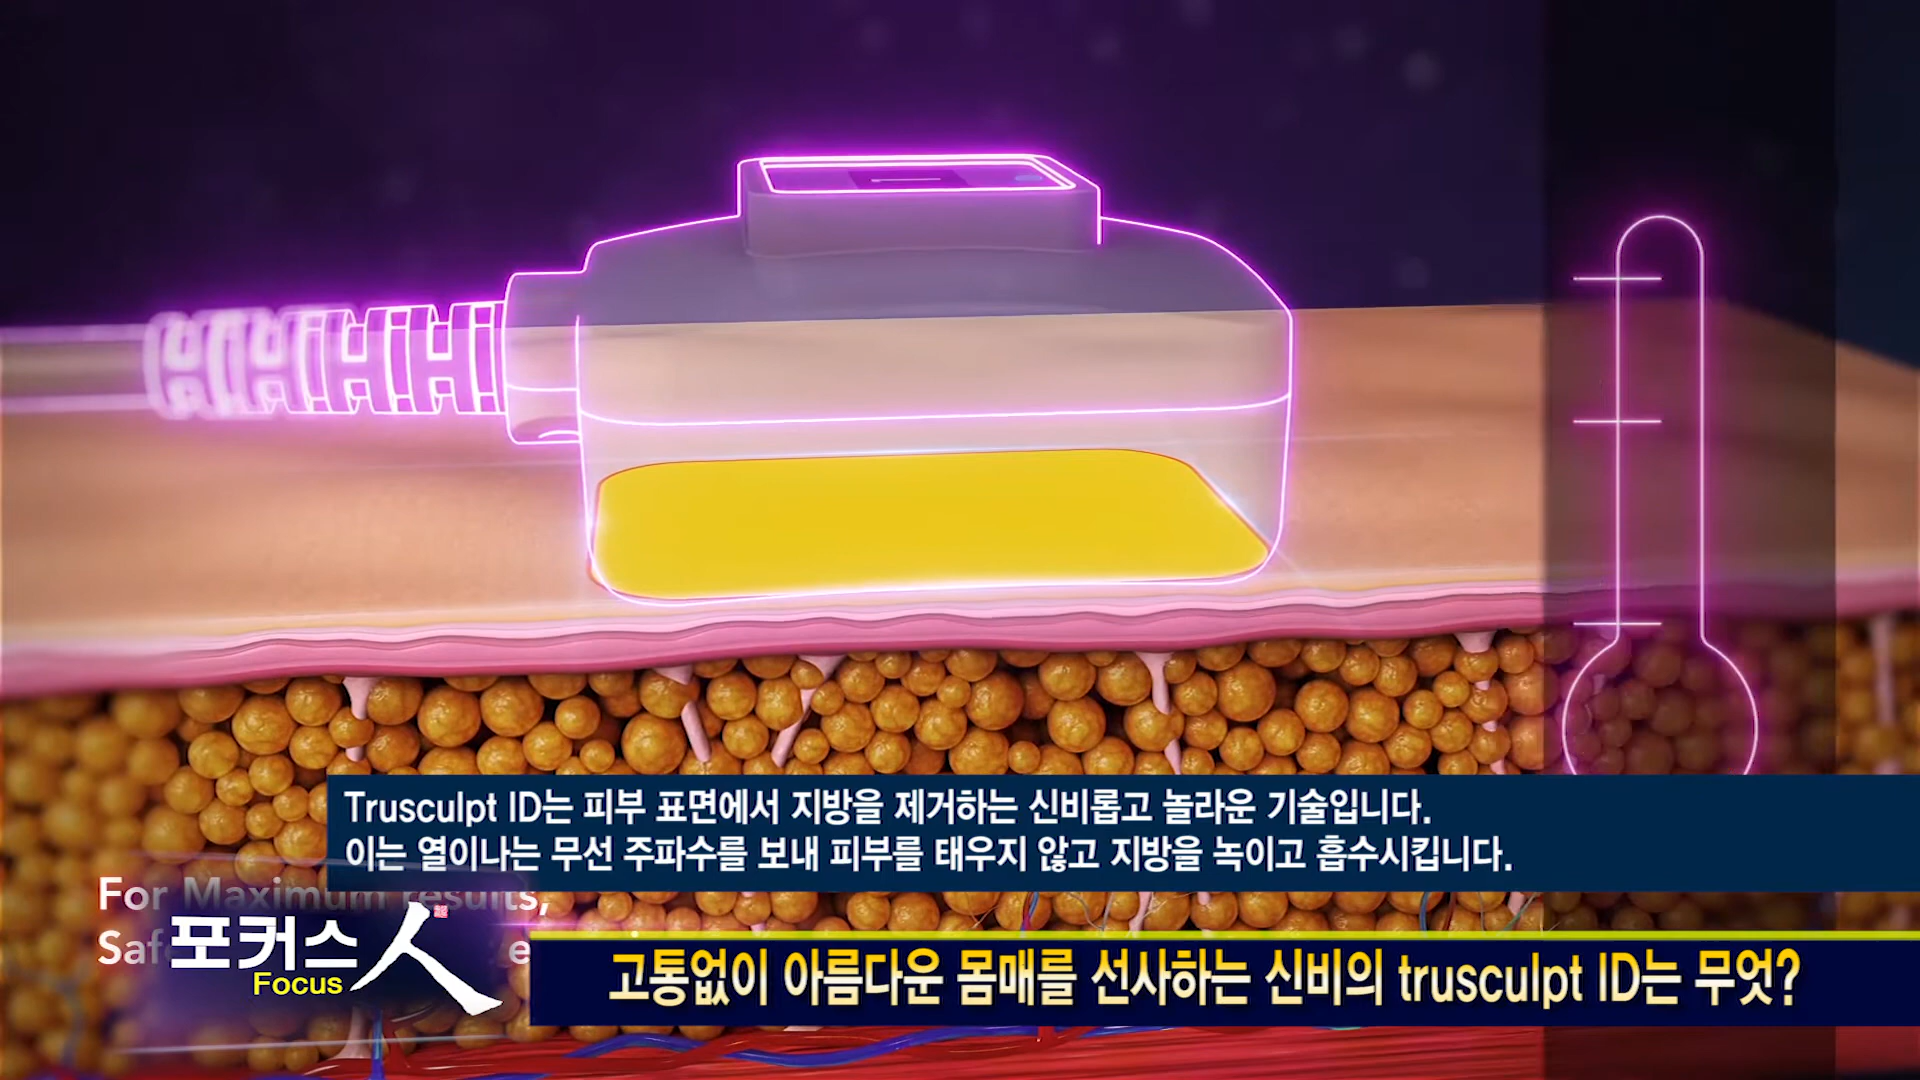 Trusculpt ID는 피부 표면에서 지방을 제거하는 신비롭고 놀라운 기술입니다.
이는 열이나는 무선 주파수를 보내 피부를 태우지 않고 지방을 녹이고 흡수시킵니다.
For Maximum results,
포커스人
Focus
고통없이 아름다운 몸매를 선사하는 신비의 trusculpt ID는 무엇?